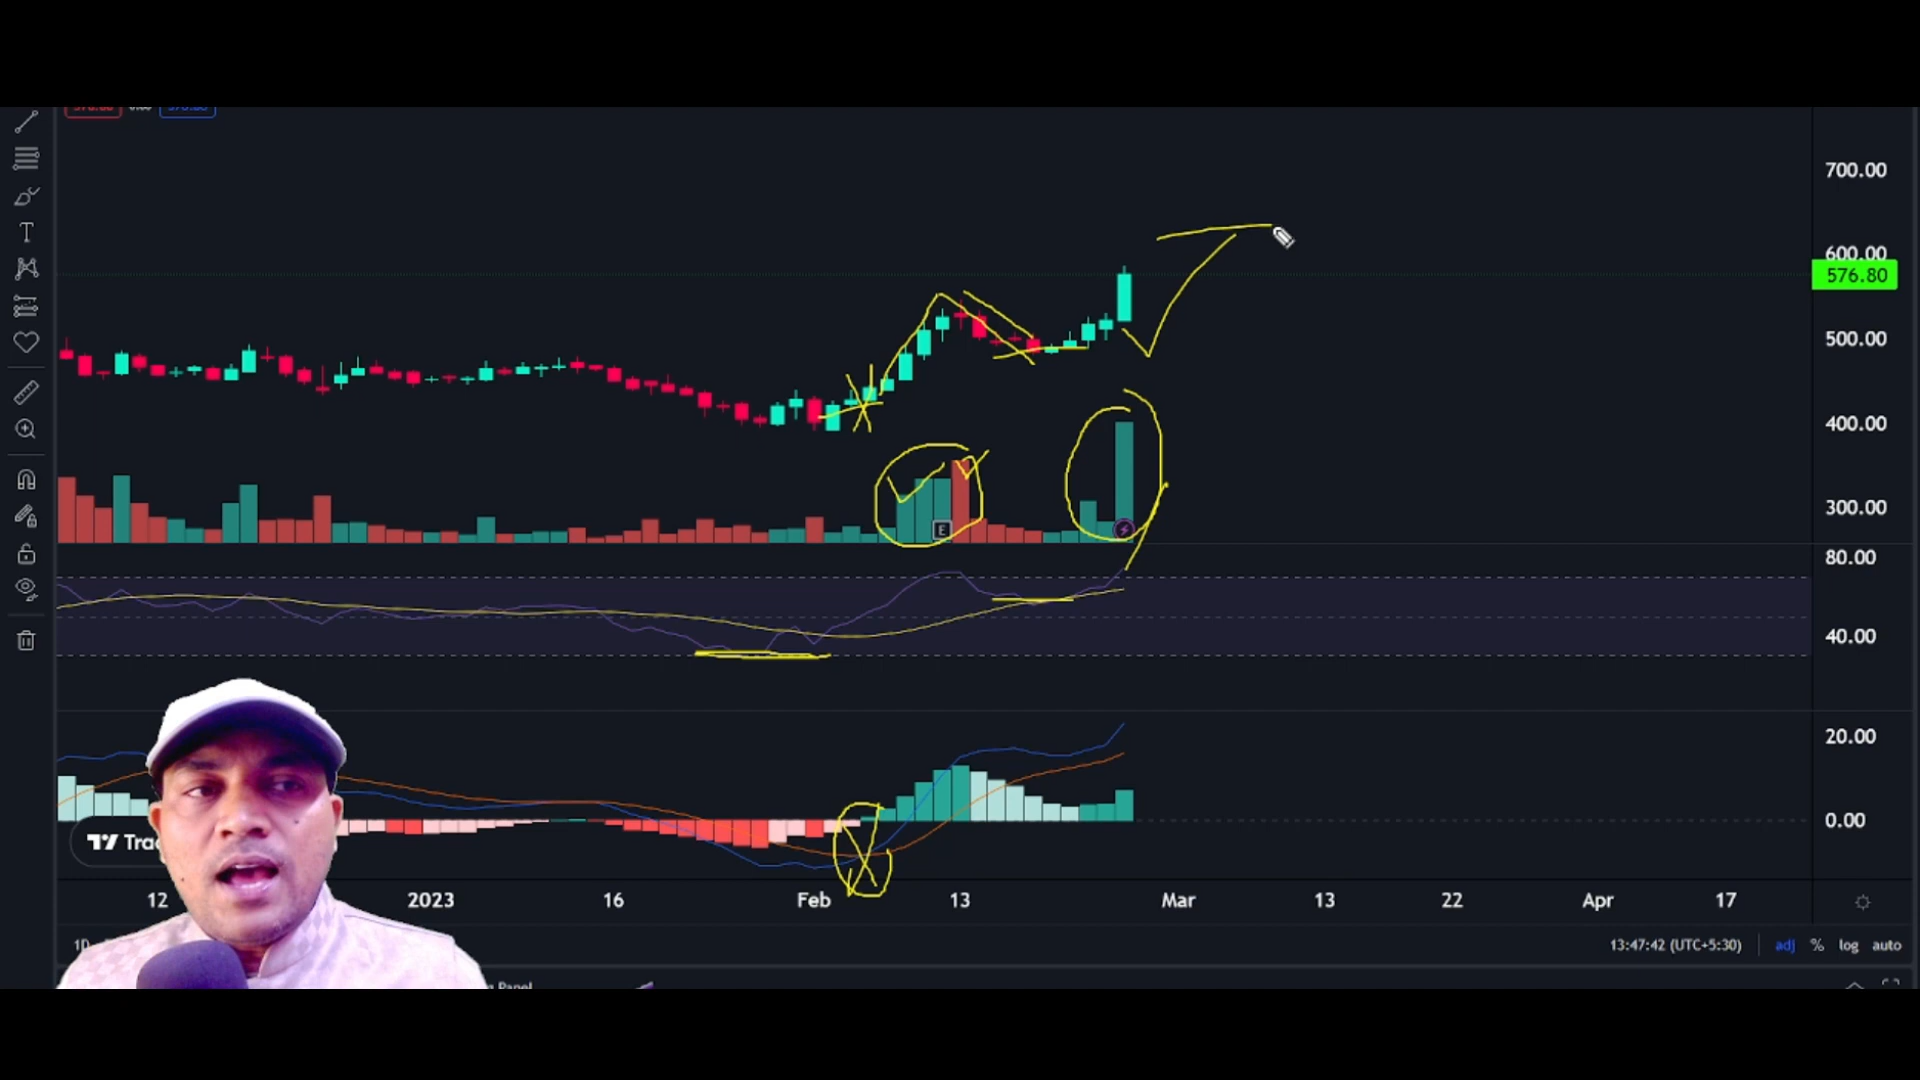 T
700.00
600.00
576.80
500.00
400.00
300.00
E
80.00
40.00
20.00
0.00
12 2023 16 Feb 13 Mar 13 22 Apr 17
13:47:42 (UTC+5:30) adj % log auto
Panel